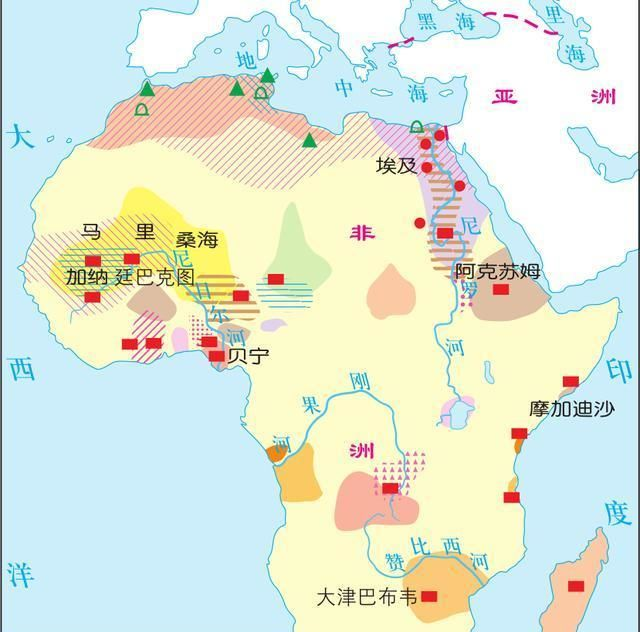 黑海
里海
地中海
亚洲
大西洋
埃及
马里
桑海
非洲
尼罗河
加纳
廷巴克图
尼日尔河
阿克苏姆
贝宁
刚果河
摩加迪沙
印度
赞比西河
大津巴布韦